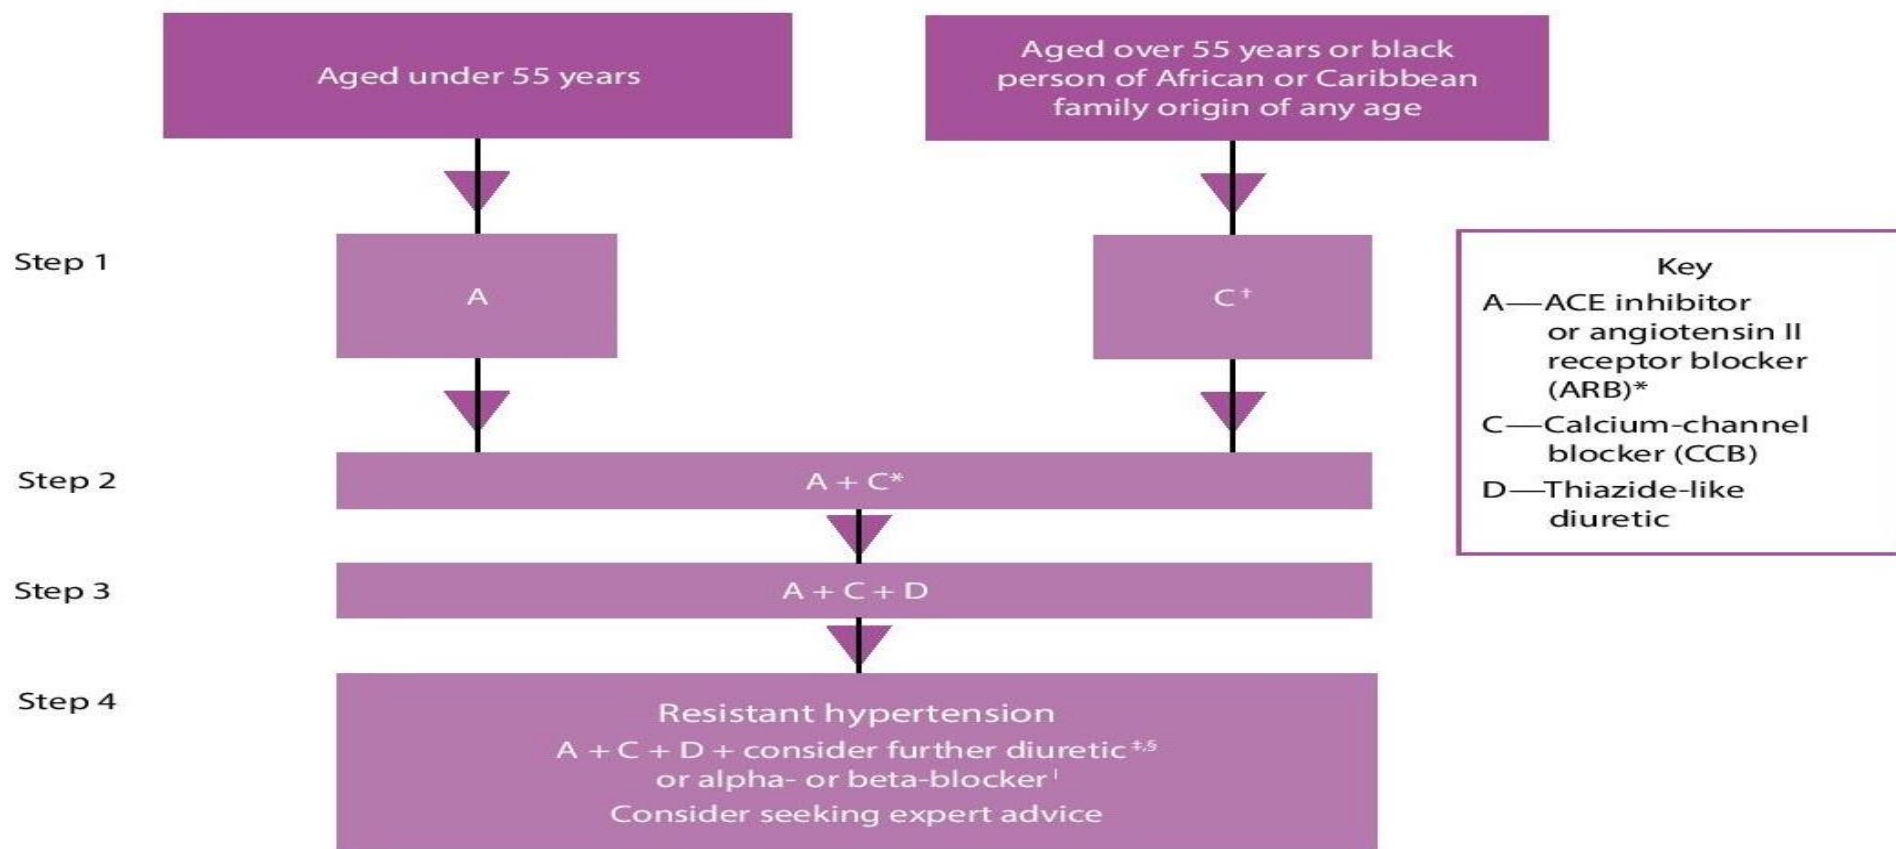 Aged under 55 years
Aged over 55 years or black
person of African or Caribbean
family origin of any age
Step 1
A
C†
Key
A—ACE inhibitor
or angiotensin II
receptor blocker
(ARB)*
C—Calcium-channel
blocker (CCB)
D—Thiazide-like
diuretic
Step 2
A + C*
Step 3
A + C + D
Step 4
Resistant hypertension
A + C + D + consider further diuretic‡,§
or alpha- or beta-blocker|
Consider seeking expert advice